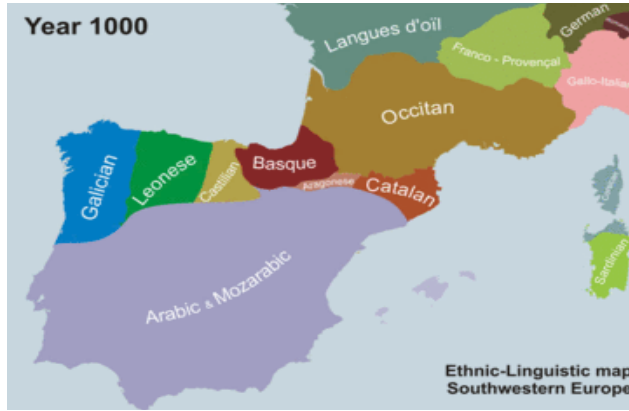 Year 1000
Langues d'oïl
German
Franco - Provençal
Gallo-Italic
Occitan
Basque
Galician
Leonese
Castilian
Aragonese
Catalan
Sardinian
Arabic & Mozarabic
Ethnic-Linguistic map
Southwestern Europe